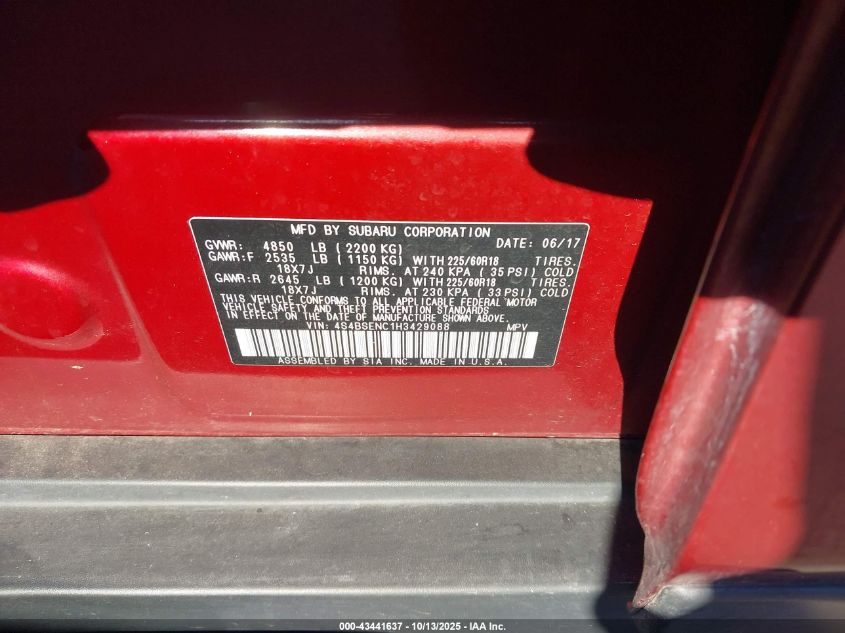 MFD BY SUBARU CORPORATION
GVWR: 4850 LB (2200 KG) DATE: 06/17
GAWR:F 2535 LB (1150 KG) WITH 225/60R18 TIRES.
18X7J RIMS. AT 240 KPA (35 PSI) COLD
GAWR:R 2645 LB (1200 KG) WITH 225/60R18 TIRES.
18X7J RIMS. AT 230 KPA (33 PSI) COLD
THIS VEHICLE CONFORMS TO ALL APPLICABLE FEDERAL MOTOR
VEHICLE SAFETY AND THEFT PREVENTION STANDARDS
IN EFFECT ON THE DATE OF MANUFACTURE SHOWN ABOVE.
VIN: 4S4BSENC1H3429088 MPV
ASSEMBLED BY SIA INC. MADE IN U.S.A.
000-43441637 - 10/13/2025 - IAA Inc.